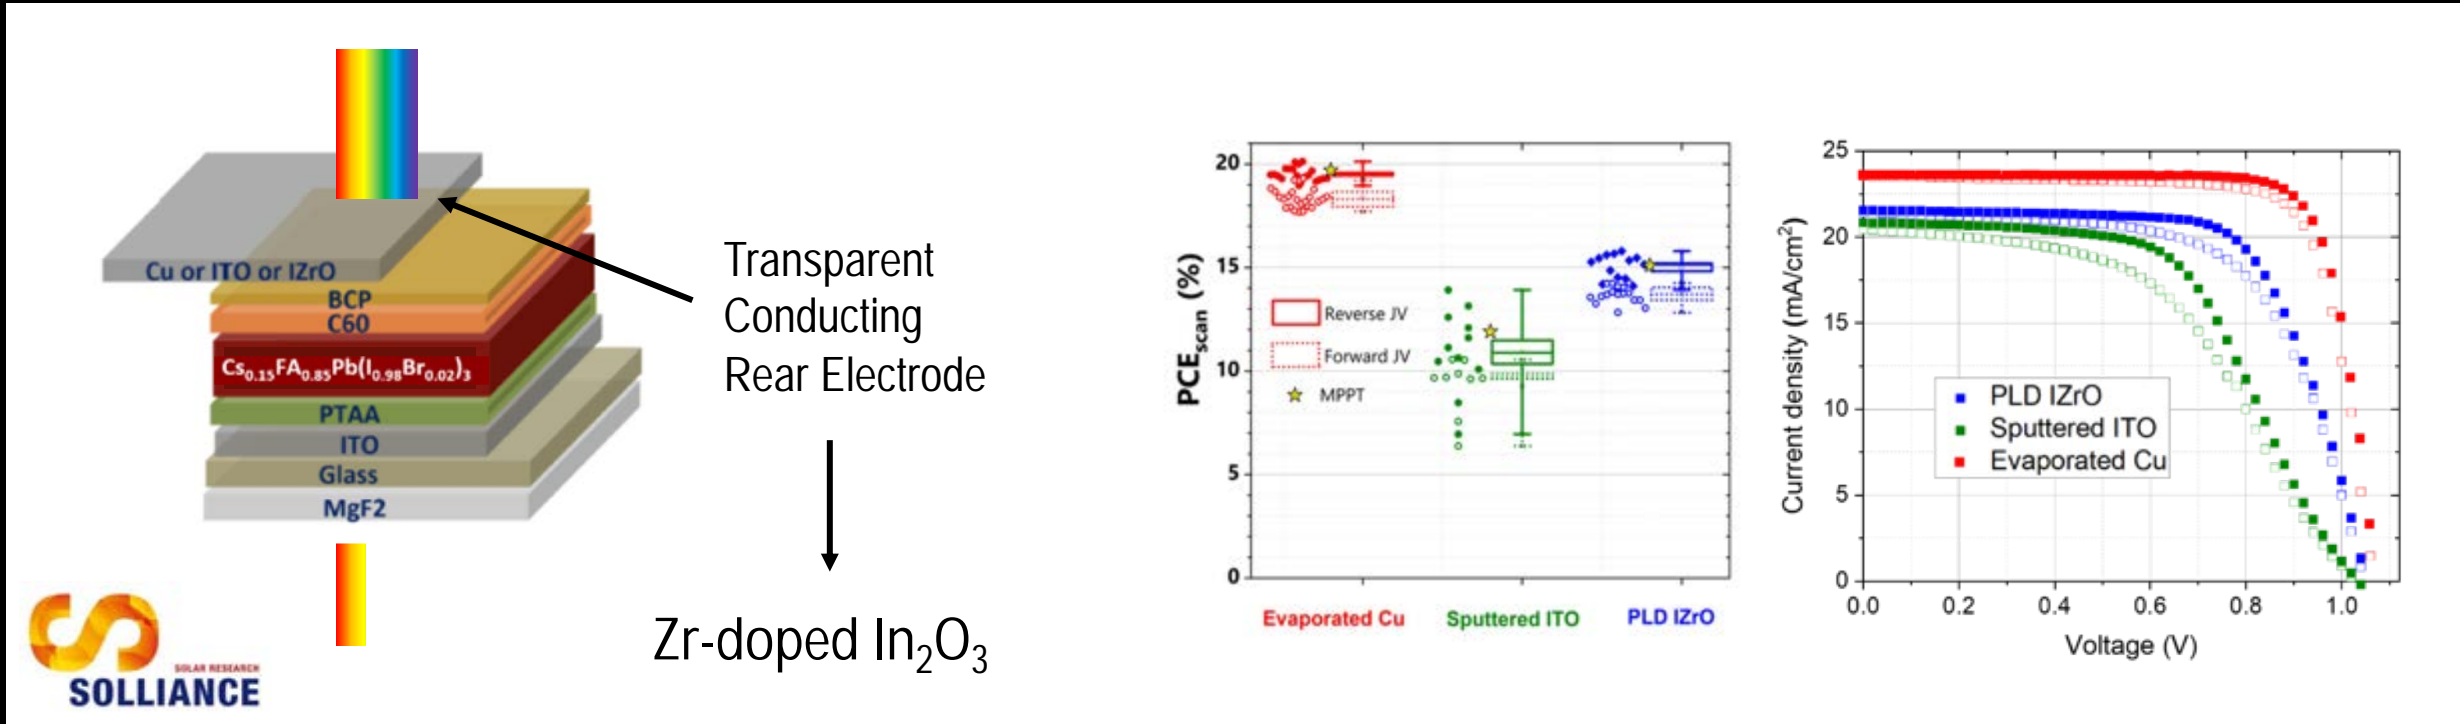 Cu or ITO or IZrO
BCP
C60
Cs0.15FA0.85Pb(I0.98Br0.02)3
PTAA
ITO
Glass
MgF2
SOLAR RESEARCH
SOLLIANCE
Transparent
Conducting
Rear Electrode
Zr-doped In2O3
PCEscan (%)
20
15
10
5
0
Reverse JV
Forward JV
MPPT
Evaporated Cu
Sputtered ITO
PLD IZrO
Current density (mA/cm²)
25
20
15
10
5
0
PLD IZrO
Sputtered ITO
Evaporated Cu
0.0 0.2 0.4 0.6 0.8 1.0
Voltage (V)